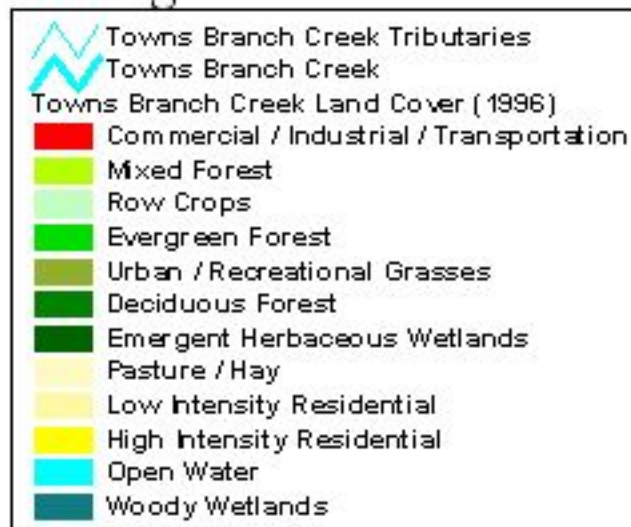 Towns Branch Creek Tributaries
Towns Branch Creek
Towns Branch Creek Land Cover (1996)
Commercial / Industrial / Transportation
Mixed Forest
Row Crops
Evergreen Forest
Urban / Recreational Grasses
Deciduous Forest
Emergent Herbaceous Wetlands
Pasture / Hay
Low Intensity Residential
High Intensity Residential
Open Water
Woody Wetlands